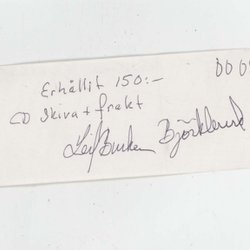 Erhållit 150:-
CD skiva + frakt
Leif Burken Björklund